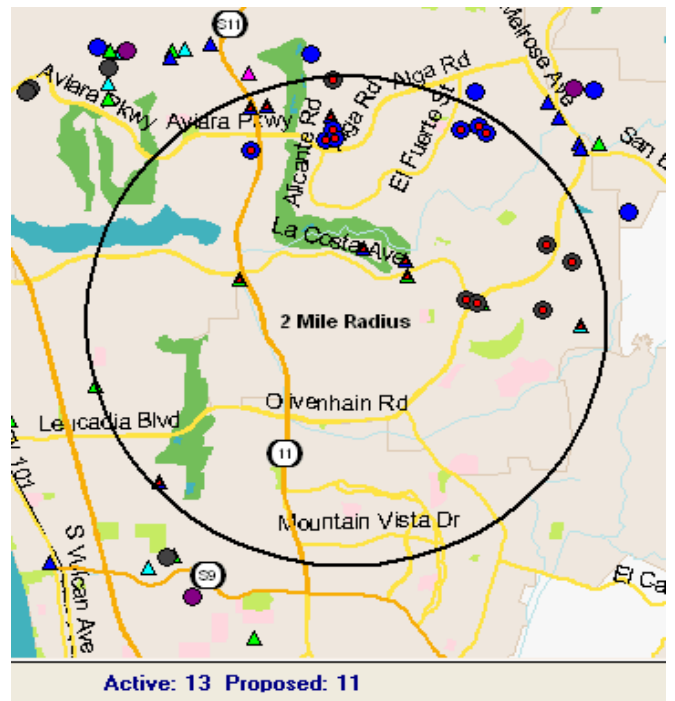 S11
Melrose Ave
Alga Rd
Aviara Pkwy
Aviara Pkwy
Alga Rd
El Fuerte St
Alicante Rd
La Costa Ave
2 Mile Radius
Olivenhain Rd
Leucadia Blvd
11
101
Mountain Vista Dr
S Vulcan Ave
S9
El Ca
Active: 13 Proposed: 11